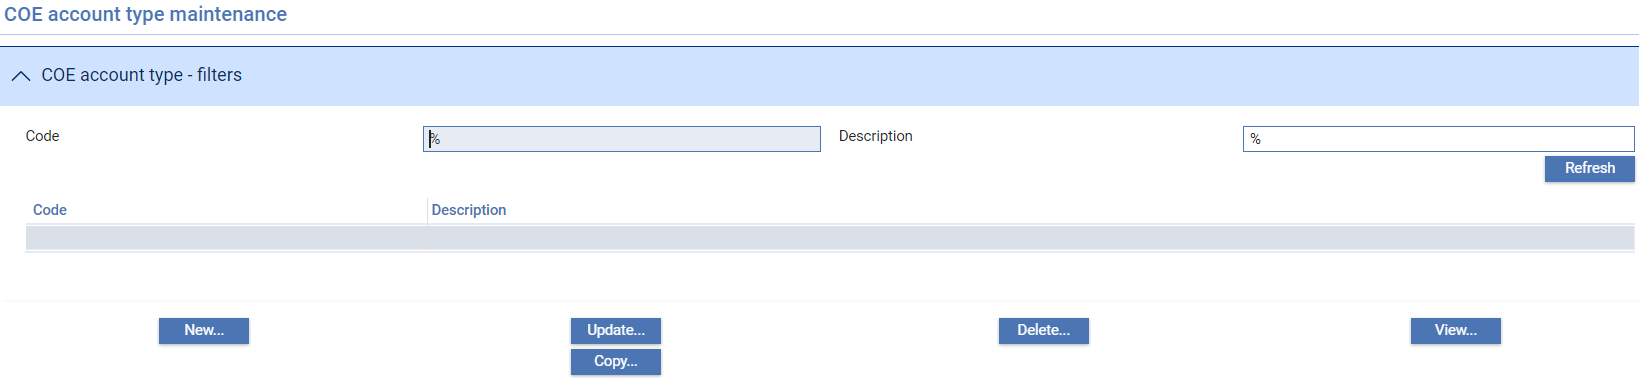 COE account type maintenance
COE account type - filters
Code % Description %
Refresh
Code Description
New... Update... Delete... View...
Copy...